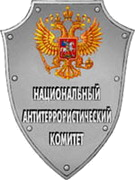 НАЦИОНАЛЬНЫЙ
АНТИТЕРРОРИСТИЧЕСКИЙ
КОМИТЕТ